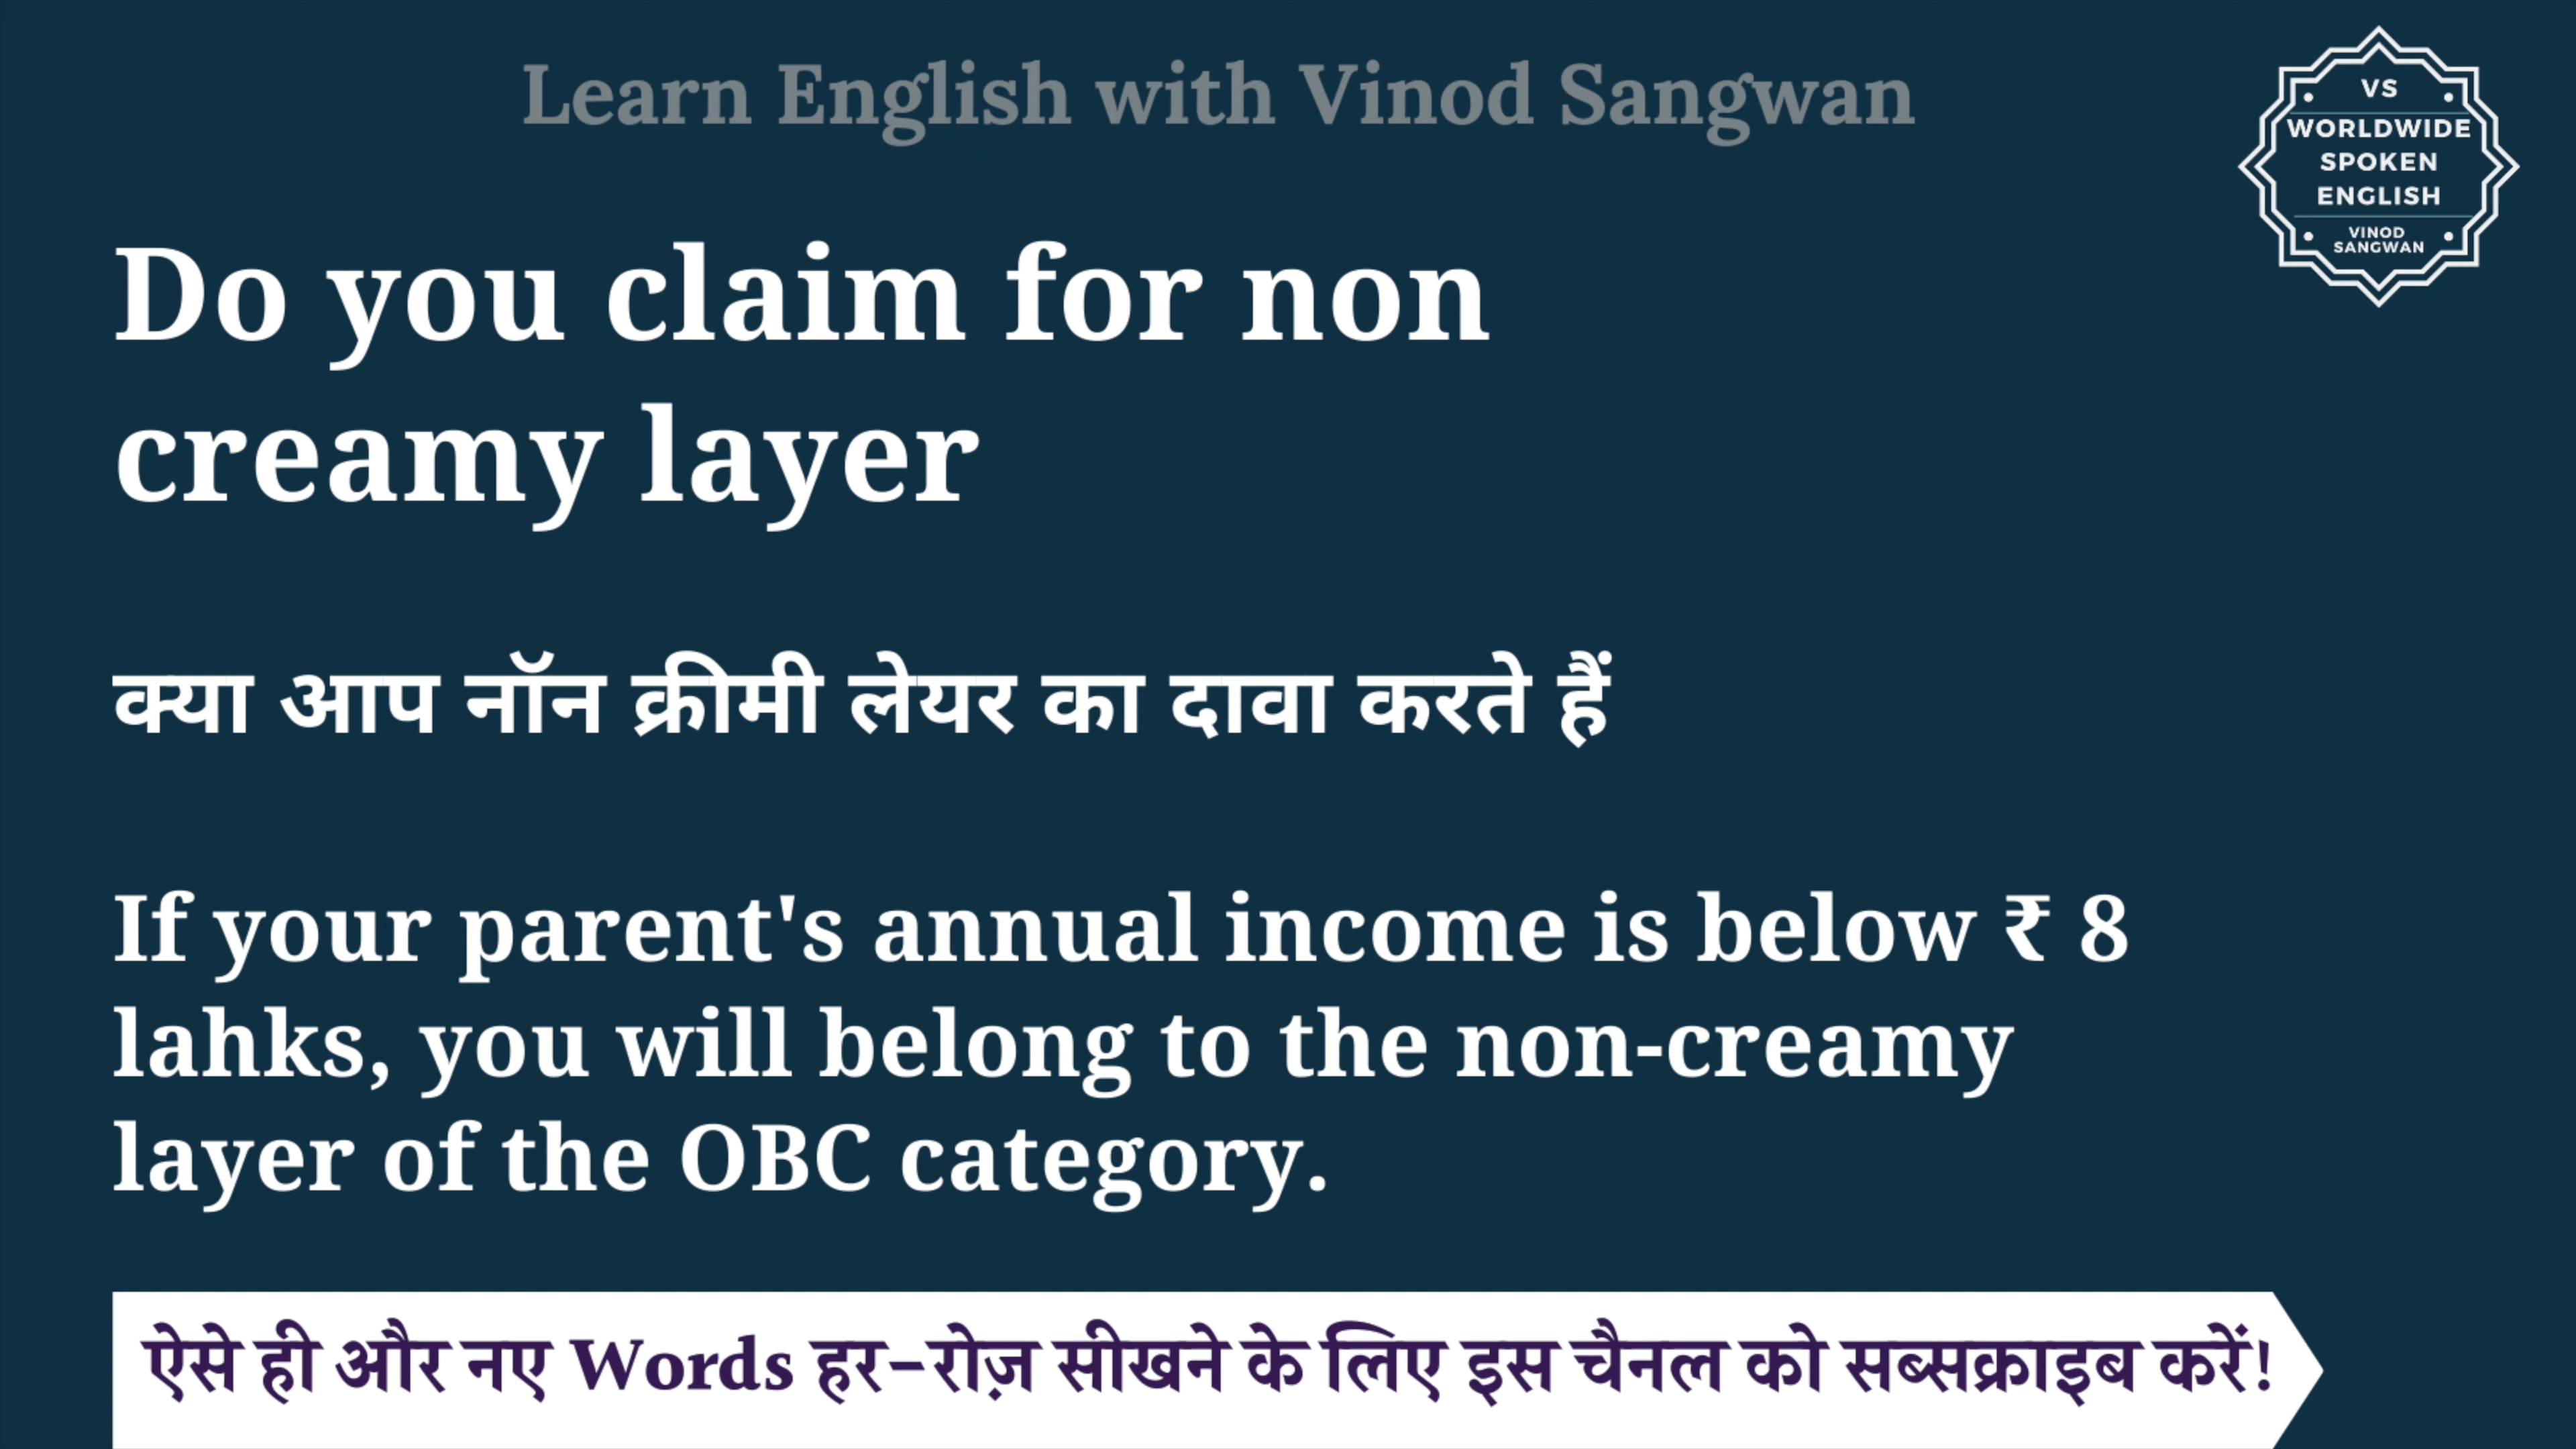 Learn English with Vinod Sangwan
VS
WORLDWIDE
SPOKEN
ENGLISH
VINOD
SANGWAN
Do you claim for non
creamy layer
क्या आप नॉन क्रीमी लेयर का दावा करते हैं
If your parent's annual income is below ₹ 8
lahks, you will belong to the non-creamy
layer of the OBC category.
ऐसे ही और नए Words हर-रोज़ सीखने के लिए इस चैनल को सब्सक्राइब करें!